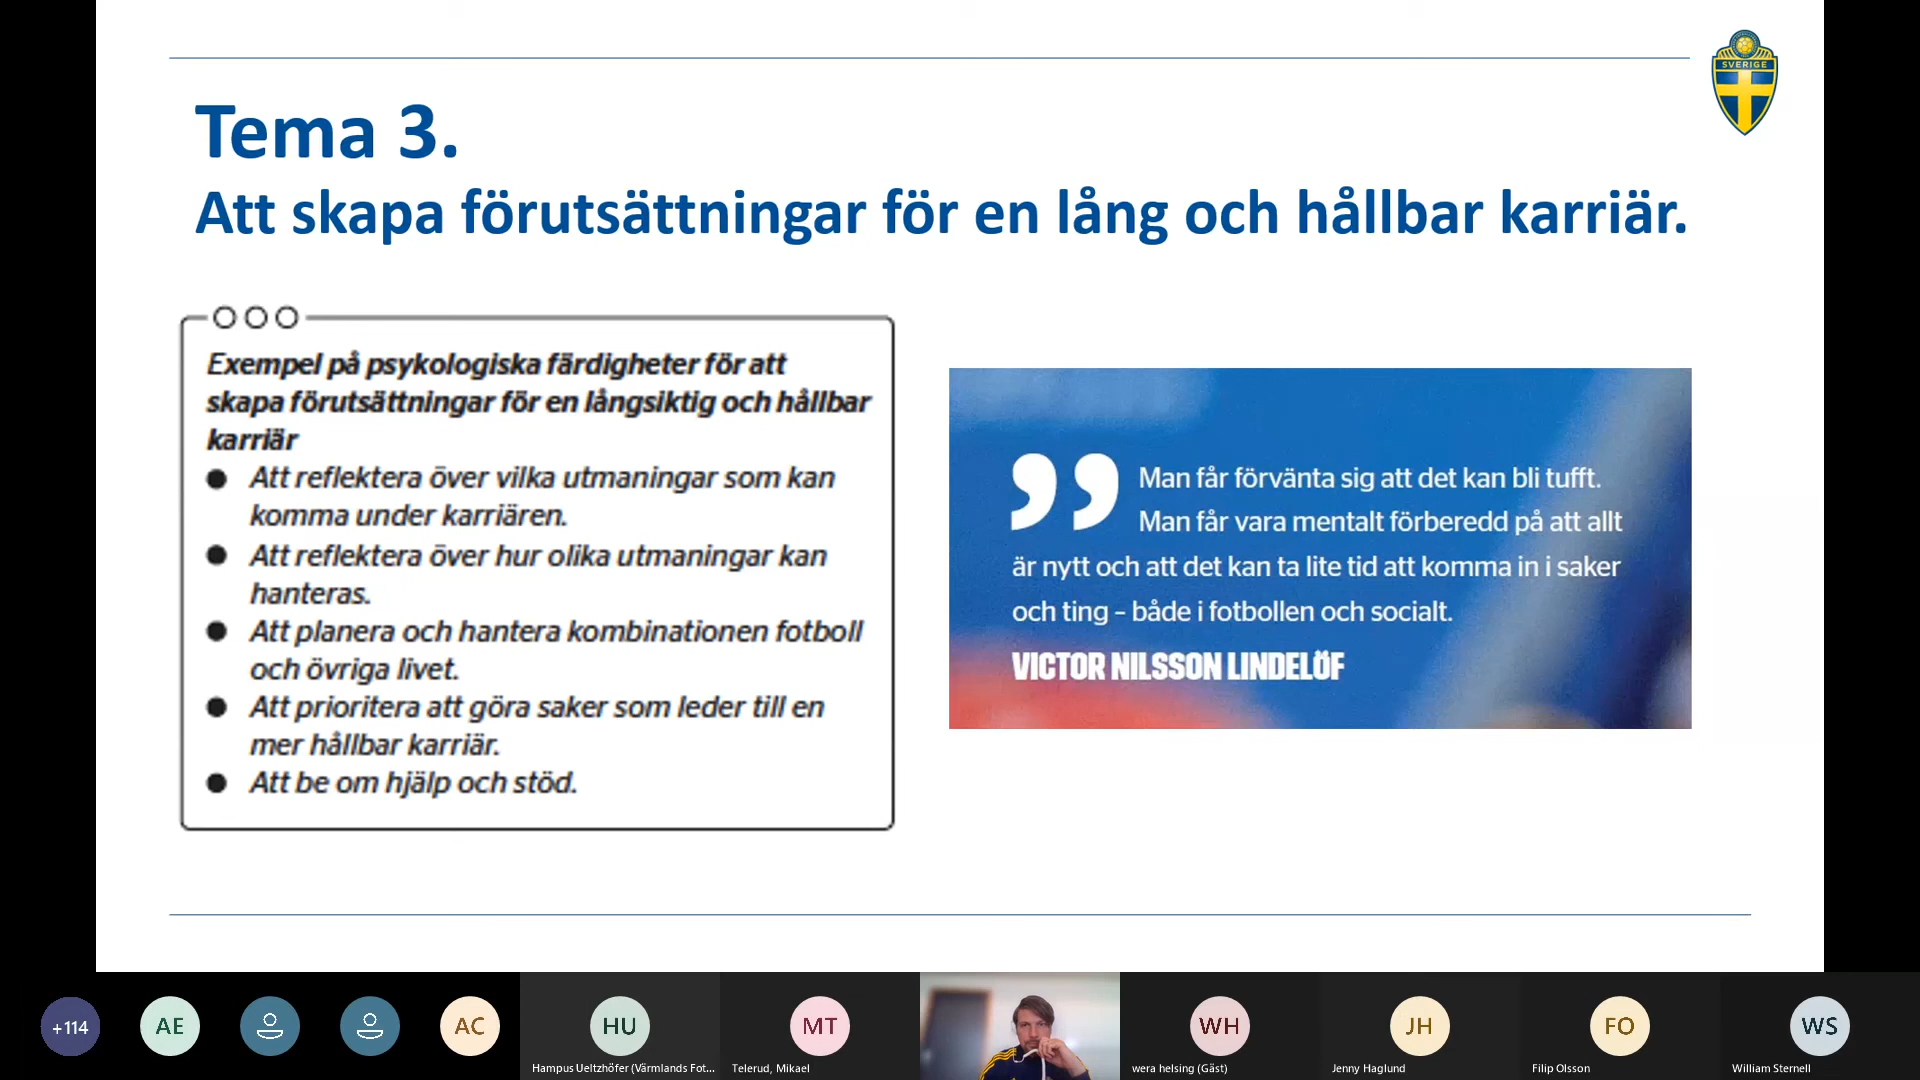 SVERIGE
Tema 3.
Att skapa förutsättningar för en lång och hållbar karriär.
Exempel på psykologiska färdigheter för att
skapa förutsättningar för en långsiktig och hållbar
karriär
● Att reflektera över vilka utmaningar som kan
komma under karriären.
● Att reflektera över hur olika utmaningar kan
hanteras.
● Att planera och hantera kombinationen fotboll
och övriga livet.
● Att prioritera att göra saker som leder till en
mer hållbar karriär.
● Att be om hjälp och stöd.
” Man får förvänta sig att det kan bli tufft.
Man får vara mentalt förberedd på att allt
är nytt och att det kan ta lite tid att komma in i saker
och ting – både i fotbollen och socialt.
VICTOR NILSSON LINDELÖF
+114
AE
AC
HU
MT
WH
JH
FO
WS
Hampus Ueltzhöfer (Värmlands Fot...
Telerud, Mikael
wera helsing (Gäst)
Jenny Haglund
Filip Olsson
William Sternell